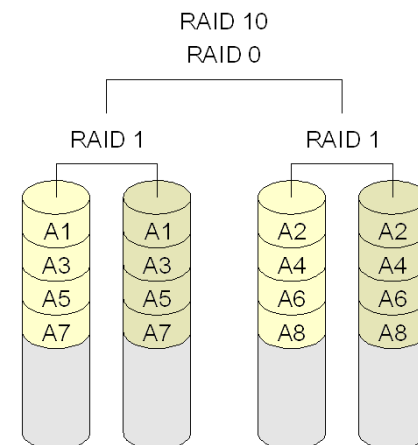 RAID 10
RAID 0
RAID 1 RAID 1
A1 A1 A2 A2
A3 A3 A4 A4
A5 A5 A6 A6
A7 A7 A8 A8